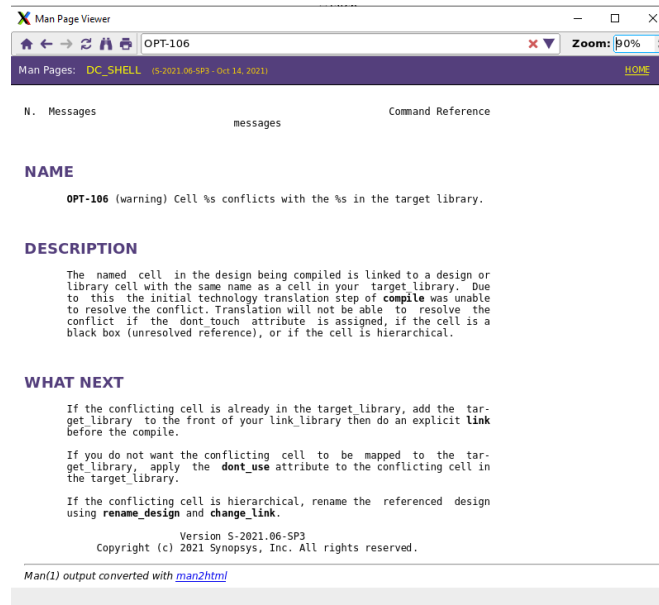 Man Page Viewer
OPT-106
Zoom: 90%
Man Pages: DC_SHELL (S-2021.06-SP3 - Oct 14, 2021) HOME
N. Messages Command Reference
messages
NAME
OPT-106 (warning) Cell %s conflicts with the %s in the target library.
DESCRIPTION
The named cell in the design being compiled is linked to a design or
library cell with the same name as a cell in your target_library. Due
to this the initial technology translation step of compile was unable
to resolve the conflict. Translation will not be able to resolve the
conflict if the dont_touch attribute is assigned, if the cell is a
black box (unresolved reference), or if the cell is hierarchical.
WHAT NEXT
If the conflicting cell is already in the target_library, add the tar-
get_library to the front of your link_library then do an explicit link
before the compile.
If you do not want the conflicting cell to be mapped to the tar-
get_library, apply the dont_use attribute to the conflicting cell in
the target_library.
If the conflicting cell is hierarchical, rename the referenced design
using rename_design and change_link.
Version S-2021.06-SP3
Copyright (c) 2021 Synopsys, Inc. All rights reserved.
Man(1) output converted with man2html